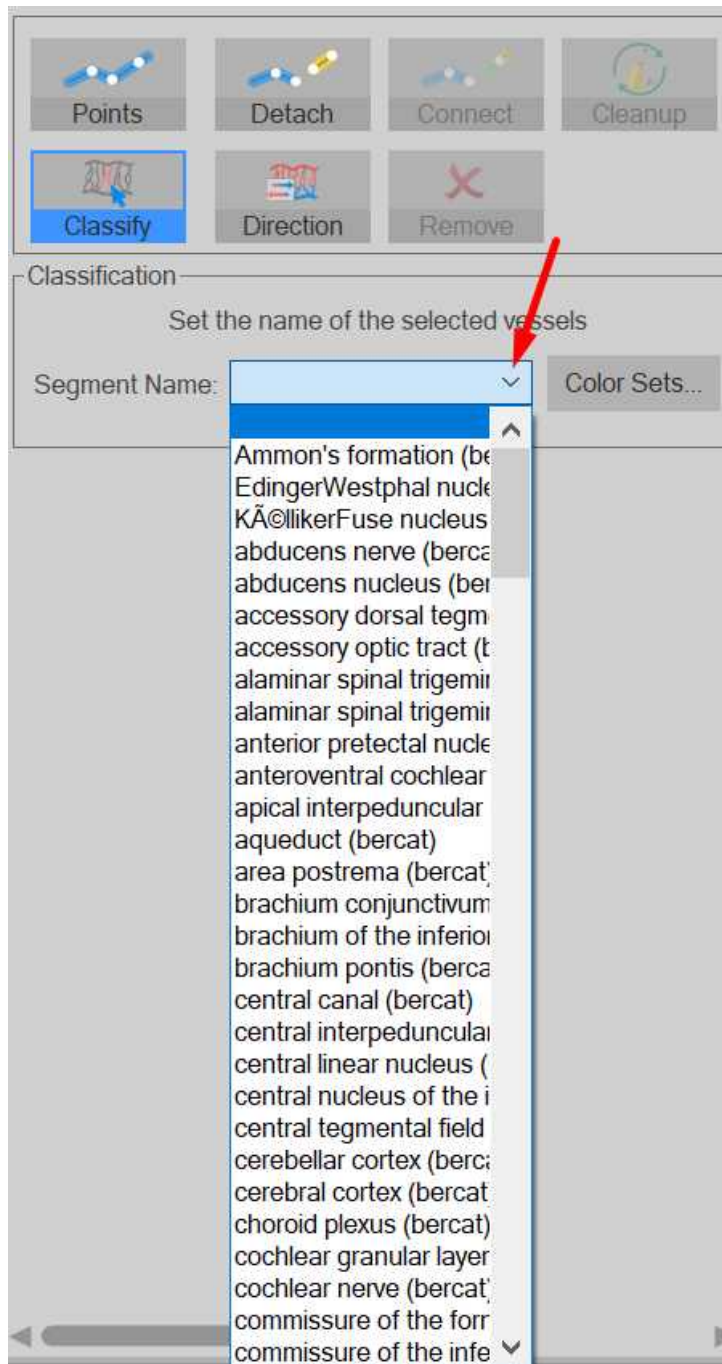 Points Detach Connect Cleanup
Classify Direction Remove
Classification
Set the name of the selected vessels
Segment Name: Color Sets...
Ammon's formation (be
EdingerWestphal nucle
KÃ©llikerFuse nucleus
abducens nerve (berca
abducens nucleus (ber
accessory dorsal tegm
accessory optic tract (b
alaminar spinal trigemin
alaminar spinal trigemin
anterior pretectal nucle
anteroventral cochlear
apical interpeduncular
aqueduct (bercat)
area postrema (bercat)
brachium conjunctivum
brachium of the inferior
brachium pontis (berca
central canal (bercat)
central interpeduncular
central linear nucleus (
central nucleus of the i
central tegmental field
cerebellar cortex (berca
cerebral cortex (bercat
choroid plexus (bercat)
cochlear granular layer
cochlear nerve (bercat)
commissure of the forn
commissure of the infe